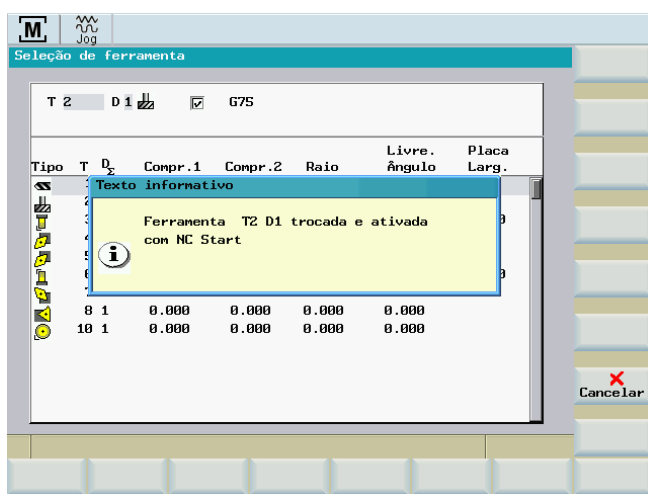 M
Jog
Seleção de ferramenta
T 2 D 1 G75
Livre. Placa
Tipo T D Σ Compr.1 Compr.2 Raio Ângulo Larg.
Texto informativo
Ferramenta T2 D1 trocada e ativada
com NC Start
8 1 0.000 0.000 0.000 0.000
10 1 0.000 0.000 0.000 0.000
Cancelar